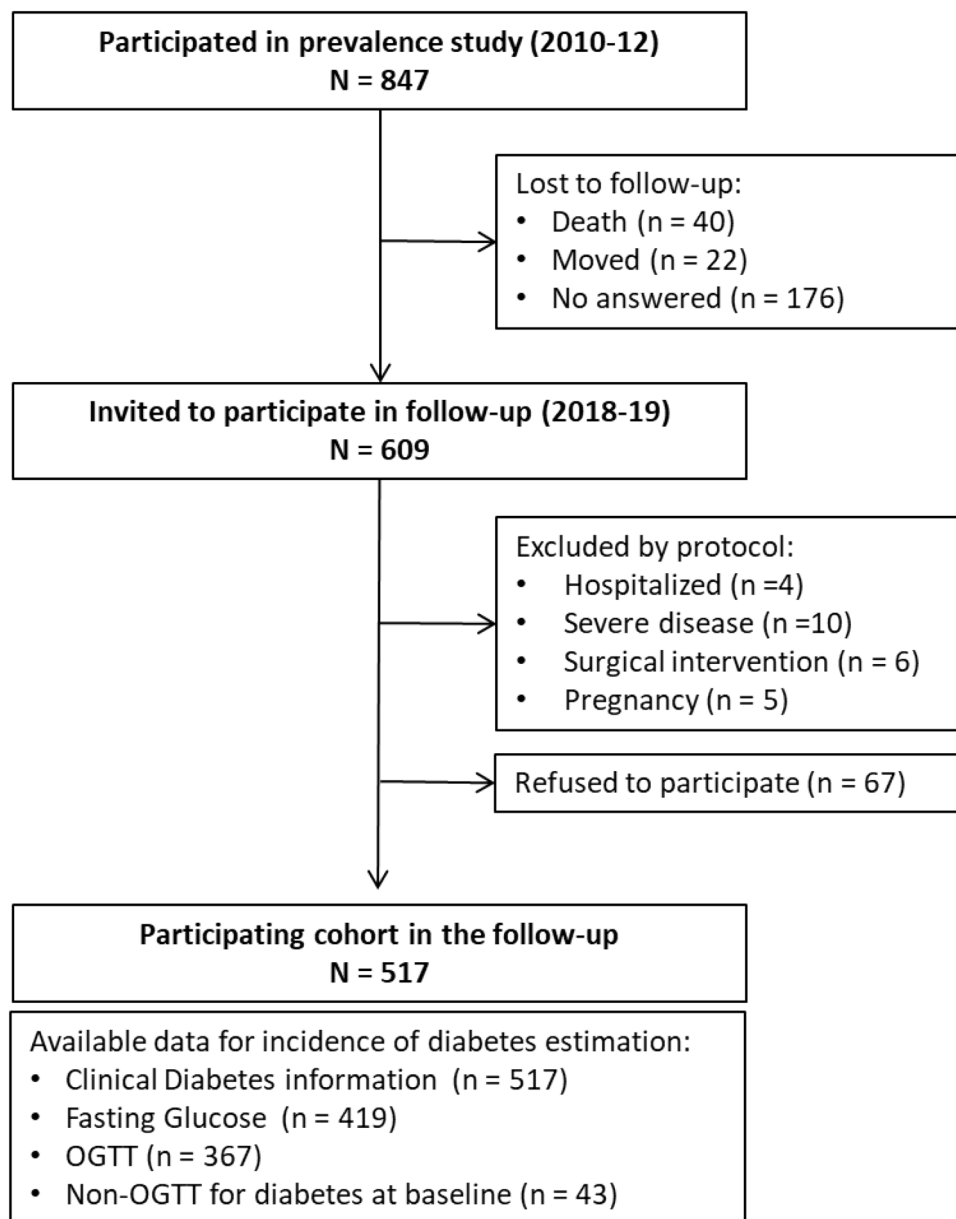 Participated in prevalence study (2010-12)
N = 847
Lost to follow-up:
• Death (n = 40)
• Moved (n = 22)
• No answered (n = 176)
Invited to participate in follow-up (2018-19)
N = 609
Excluded by protocol:
• Hospitalized (n =4)
• Severe disease (n =10)
• Surgical intervention (n = 6)
• Pregnancy (n = 5)
Refused to participate (n = 67)
Participating cohort in the follow-up
N = 517
Available data for incidence of diabetes estimation:
• Clinical Diabetes information (n = 517)
• Fasting Glucose (n = 419)
• OGTT (n = 367)
• Non-OGTT for diabetes at baseline (n = 43)